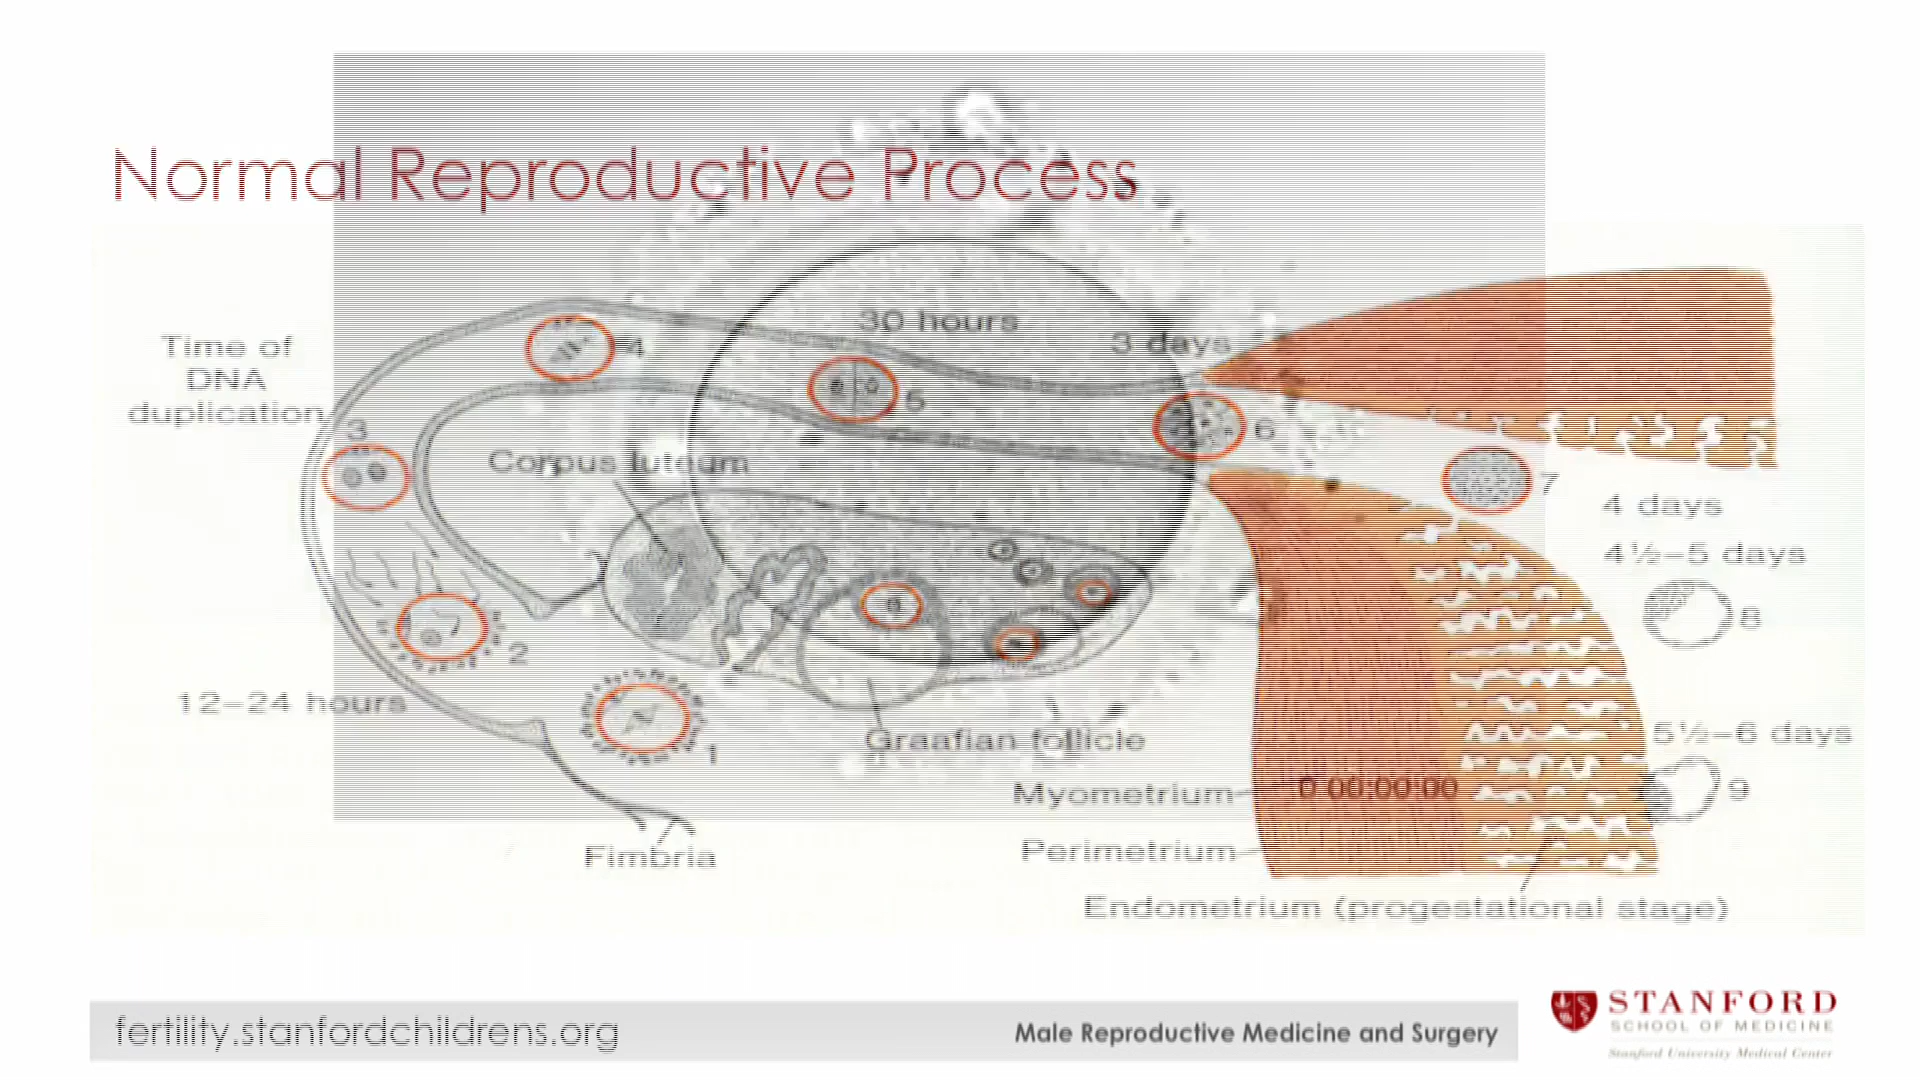 Normal Reproductive Process
30 hours
3 days
Time of
DNA
duplication
3
4
5
6
7
Corpus luteum
4 days
4½–5 days
8
2
12–24 hours
1
Graafian follicle
5½–6 days
9
Myometrium
0 00:00:00
Fimbria
Perimetrium
Endometrium (progestational stage)
fertility.stanfordchildrens.org
Male Reproductive Medicine and Surgery
STANFORD
SCHOOL OF MEDICINE
Stanford University Medical Center